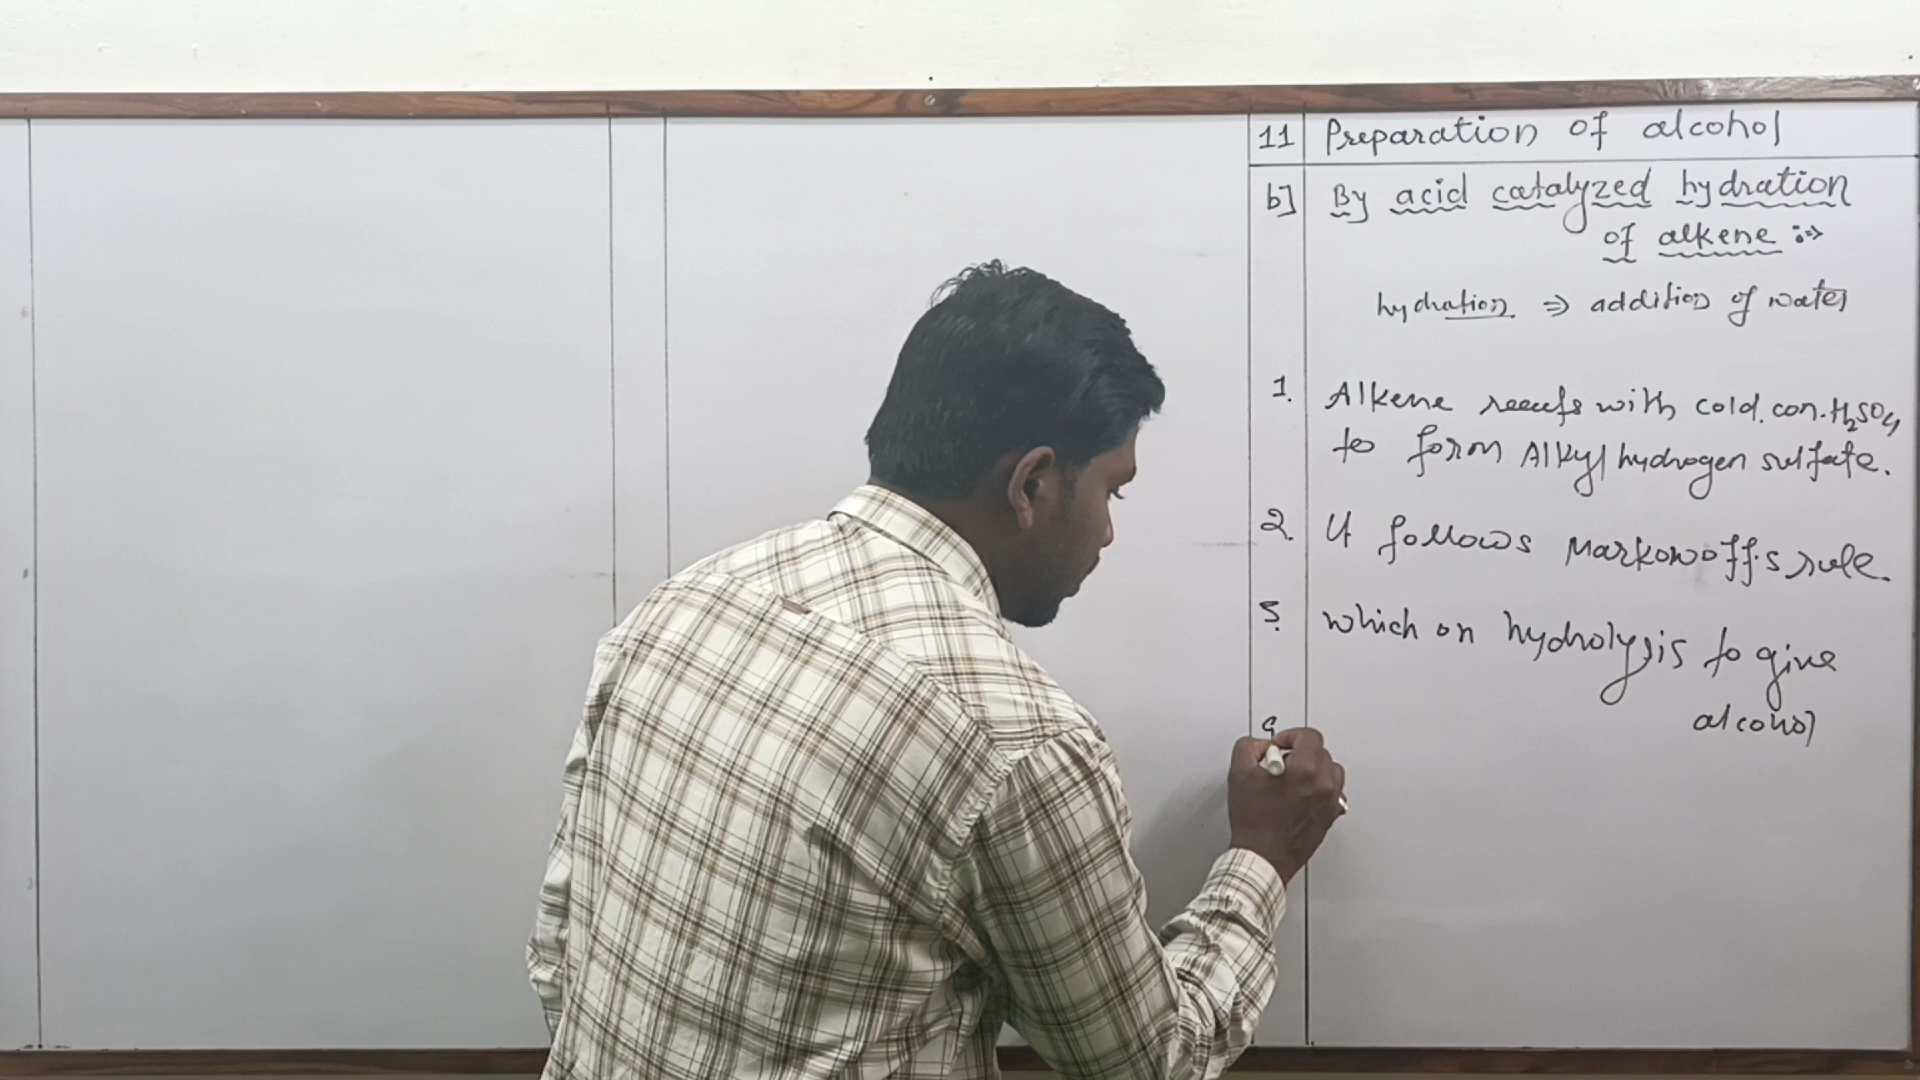 11 Preparation of alcohol
b] By acid catalyzed hydration
of alkene :⇒
hydration ⇒ addition of water
1. Alkene reacts with cold. con. H₂SO₄
to form Alkyl hydrogen sulfate.
2. It follows Markownoff's rule.
3. which on hydrolysis to give
alcohol